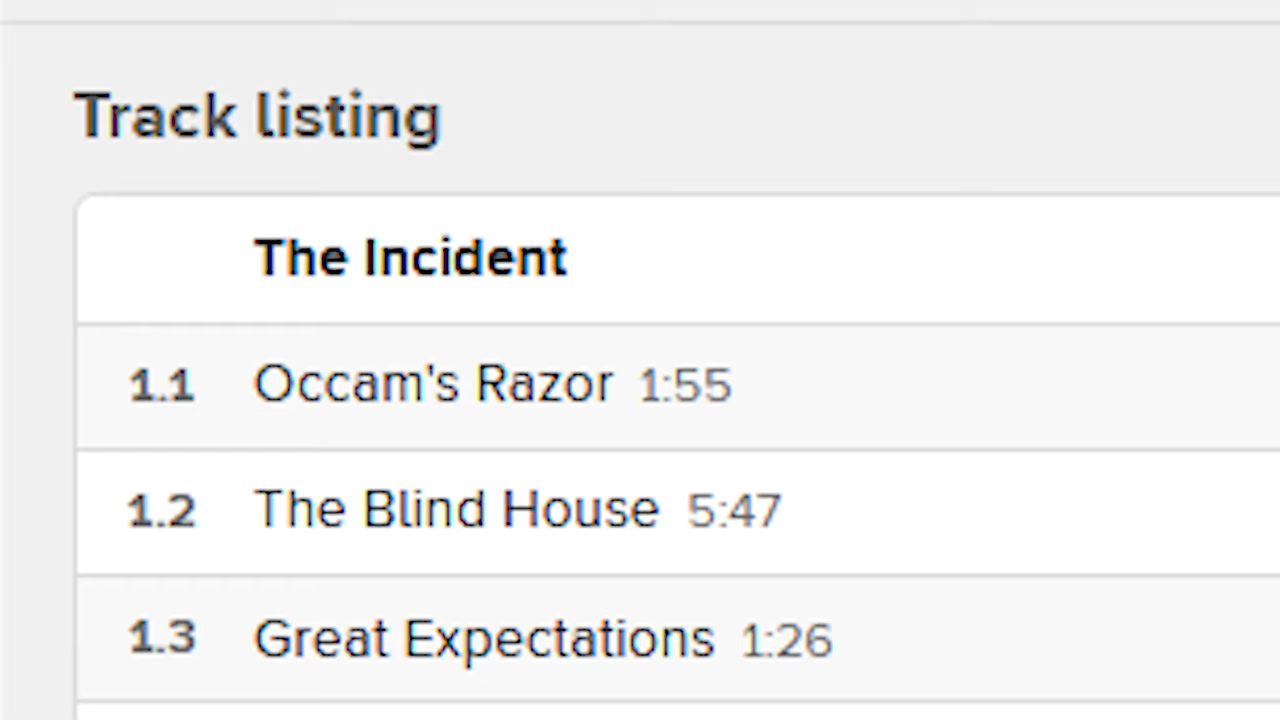 Track listing
The Incident
1.1 Occam's Razor 1:55
1.2 The Blind House 5:47
1.3 Great Expectations 1:26